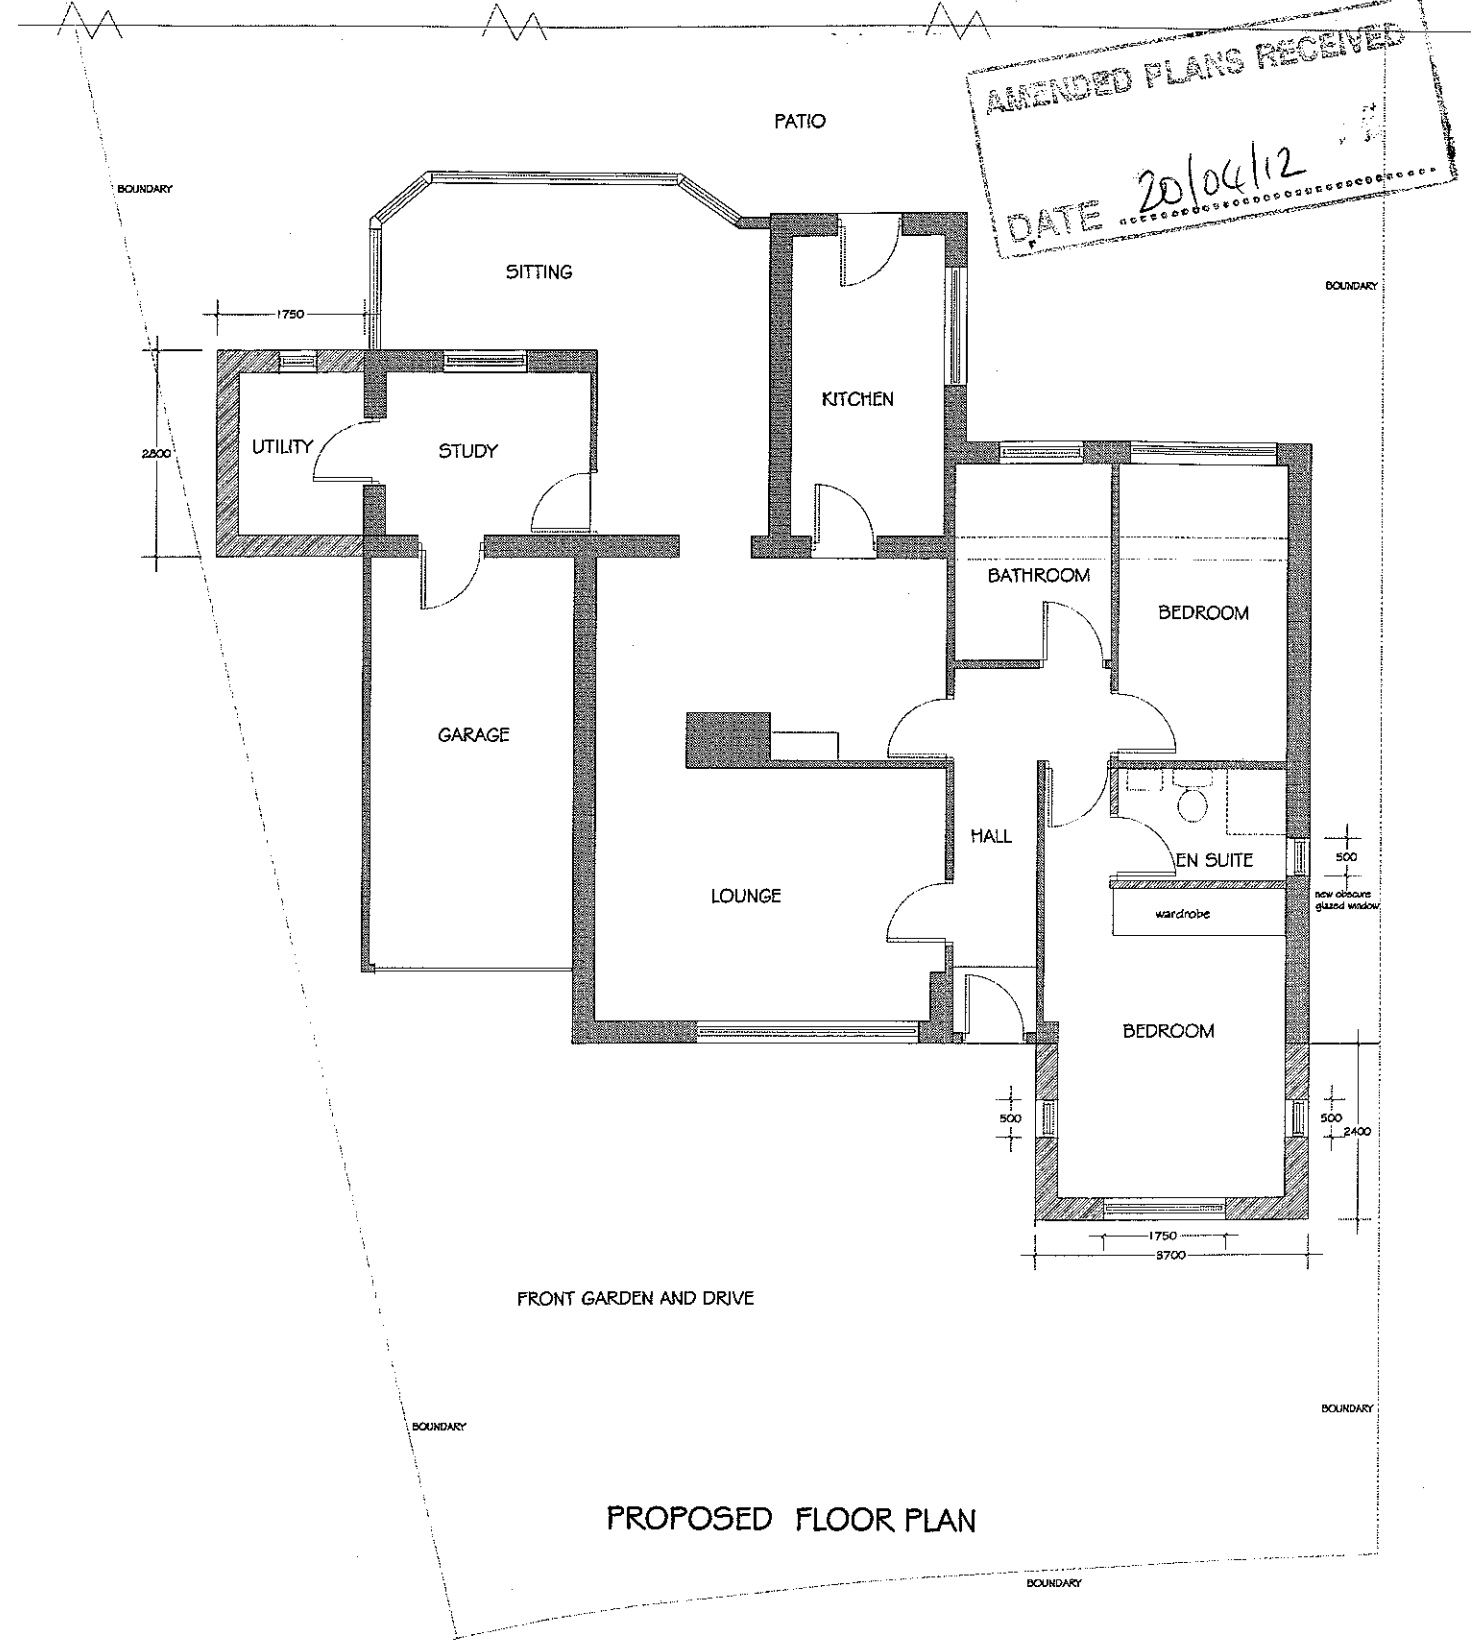 AMENDED PLANS RECEIVED
DATE 20/04/12
PATIO
BOUNDARY
BOUNDARY
SITTING
1750
KITCHEN
UTILITY
STUDY
2800
BATHROOM
BEDROOM
GARAGE
HALL
EN SUITE
500
new obscure
glazed window
LOUNGE
wardrobe
BEDROOM
500
500
2400
1750
3700
FRONT GARDEN AND DRIVE
BOUNDARY
BOUNDARY
PROPOSED FLOOR PLAN
BOUNDARY